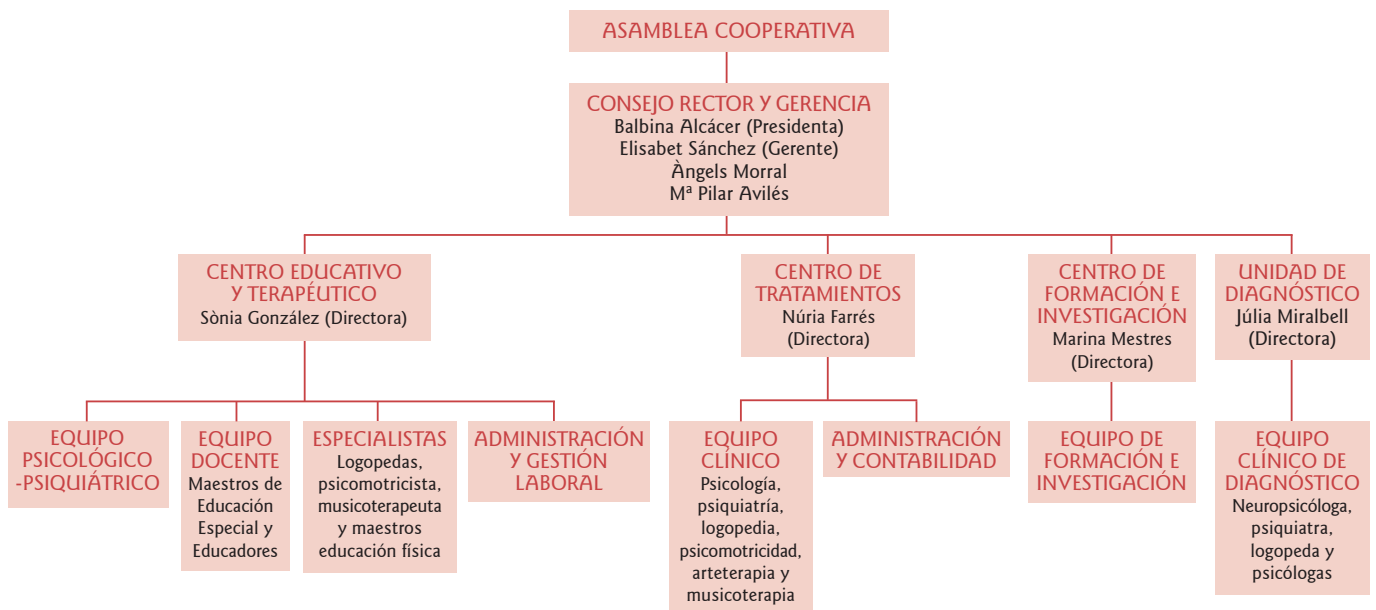 ASAMBLEA COOPERATIVA
CONSEJO RECTOR Y GERENCIA
Balbina Alcácer (Presidenta)
Elisabet Sánchez (Gerente)
Àngels Morral
Mª Pilar Avilés
CENTRO EDUCATIVO
Y TERAPÉUTICO
Sònia González (Directora)
CENTRO DE
TRATAMIENTOS
Núria Farrés
(Directora)
CENTRO DE
FORMACIÓN E
INVESTIGACIÓN
Marina Mestres
(Directora)
UNIDAD DE
DIAGNÓSTICO
Júlia Miralbell
(Directora)
EQUIPO
PSICOLÓGICO
-PSIQUIÁTRICO
EQUIPO
DOCENTE
Maestros de
Educación
Especial y
Educadores
ESPECIALISTAS
Logopedas,
psicomotricista,
musicoterapeuta
y maestros
educación física
ADMINISTRACIÓN
Y GESTIÓN
LABORAL
EQUIPO
CLÍNICO
Psicología,
psiquiatría,
logopedia,
psicomotricidad,
arteterapia y
musicoterapia
ADMINISTRACIÓN
Y CONTABILIDAD
EQUIPO DE
FORMACIÓN E
INVESTIGACIÓN
EQUIPO
CLÍNICO DE
DIAGNÓSTICO
Neuropsicóloga,
psiquiatra,
logopeda y
psicólogas